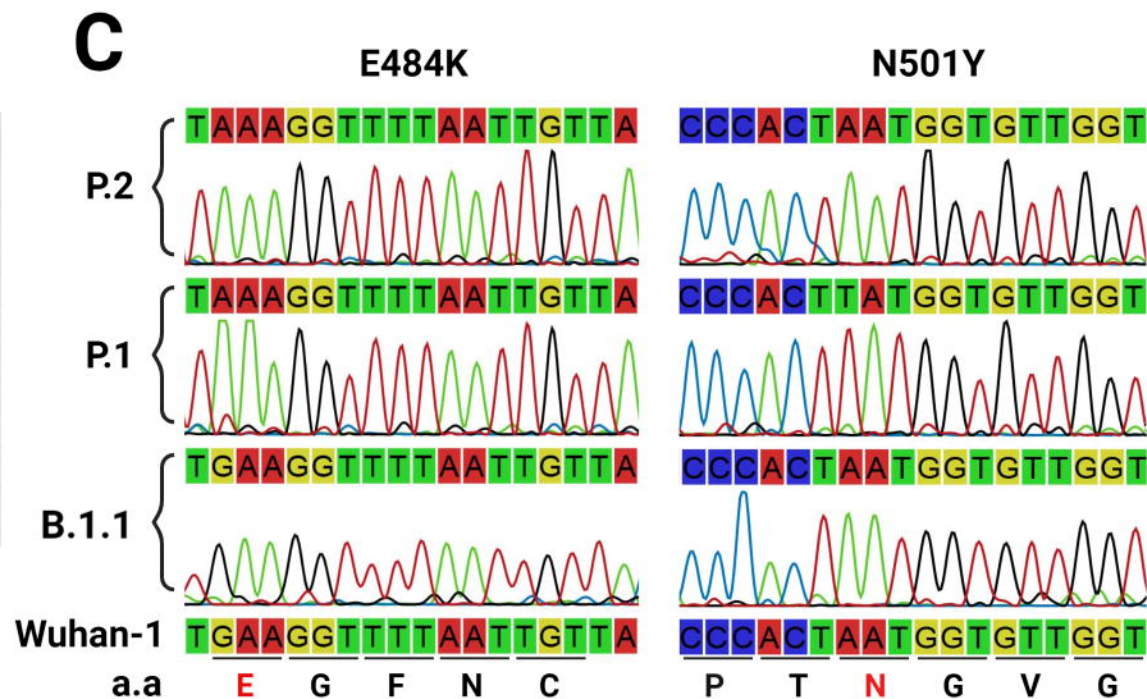 C
E484K N501Y
P.2 TAAAGGTTTTAATTGTTA CCCACTAATGGTGTTGGT
P.1 TAAAGGTTTTAATTGTTA CCCACTTATGGTGTTGGT
B.1.1 TGAAGGTTTTAATTGTTA CCCACTAATGGTGTTGGT
Wuhan-1 TGAAGGTTTTAATTGTTA CCCACTAATGGTGTTGGT
a.a E G F N C P T N G V G